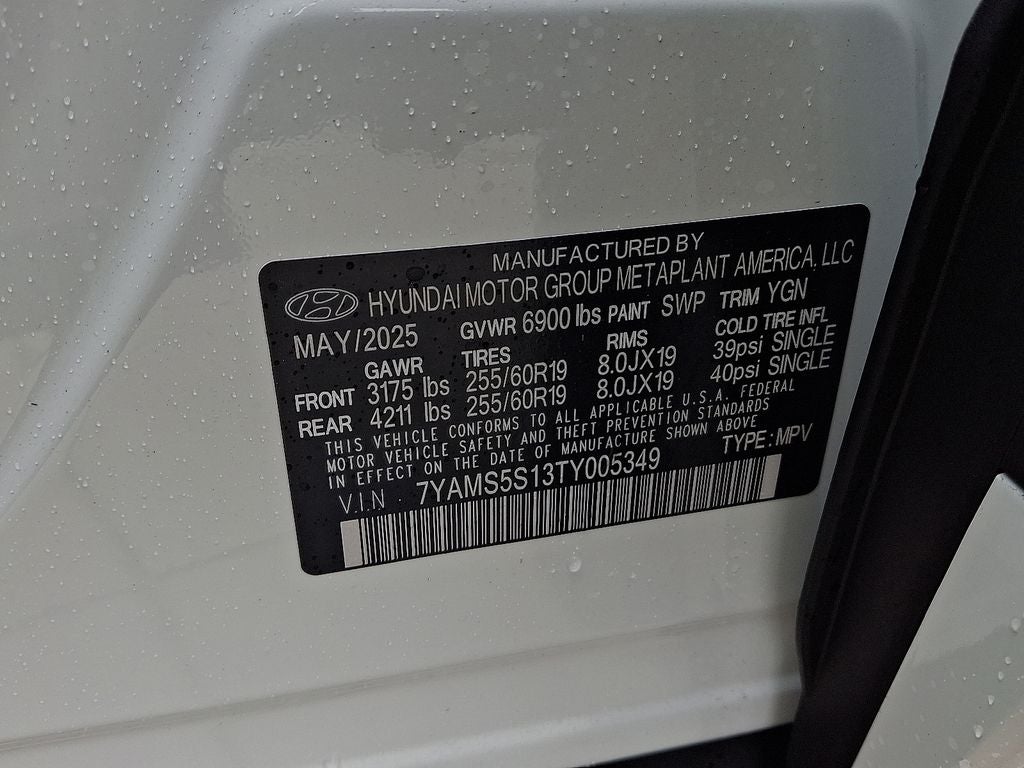 MANUFACTURED BY
HYUNDAI MOTOR GROUP METAPLANT AMERICA, LLC
MAY/2025 GVWR 6900 lbs PAINT SWP TRIM YGN
GAWR TIRES RIMS COLD TIRE INFL
FRONT 3175 lbs 255/60R19 8.0JX19 39psi SINGLE
REAR 4211 lbs 255/60R19 8.0JX19 40psi SINGLE
THIS VEHICLE CONFORMS TO ALL APPLICABLE U.S.A. FEDERAL
MOTOR VEHICLE SAFETY AND THEFT PREVENTION STANDARDS
IN EFFECT ON THE DATE OF MANUFACTURE SHOWN ABOVE
V.I.N 7YAMS5S13TY005349 TYPE: MPV